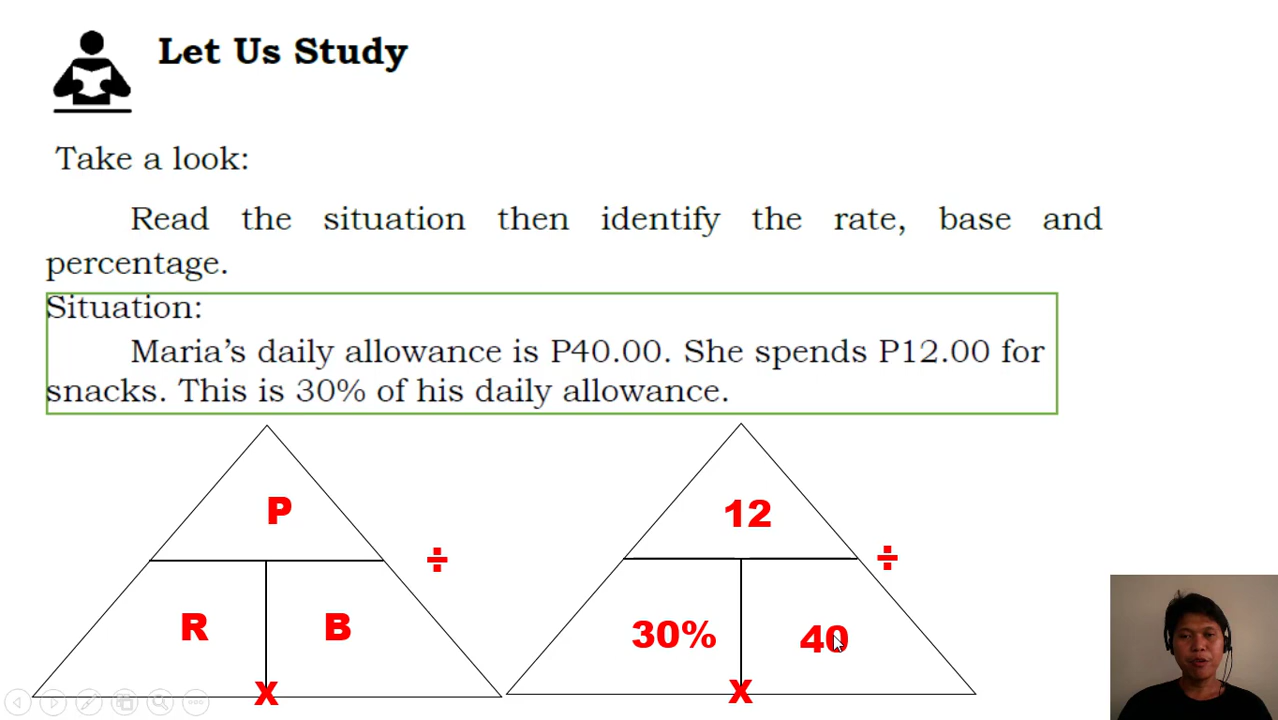 Let Us Study
Take a look:
Read the situation then identify the rate, base and
percentage.
Situation:
Maria's daily allowance is P40.00. She spends P12.00 for
snacks. This is 30% of his daily allowance.
P
÷
R B
x
12
÷
30% 40
x